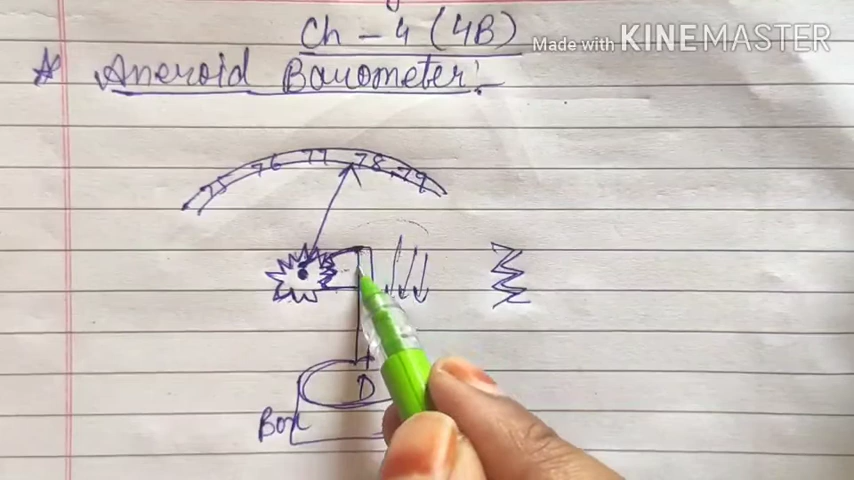 Ch - 4 (4B)
Made with KINEMASTER
* Aneroid Barometer:-
75 76 77 78 79
D
Box